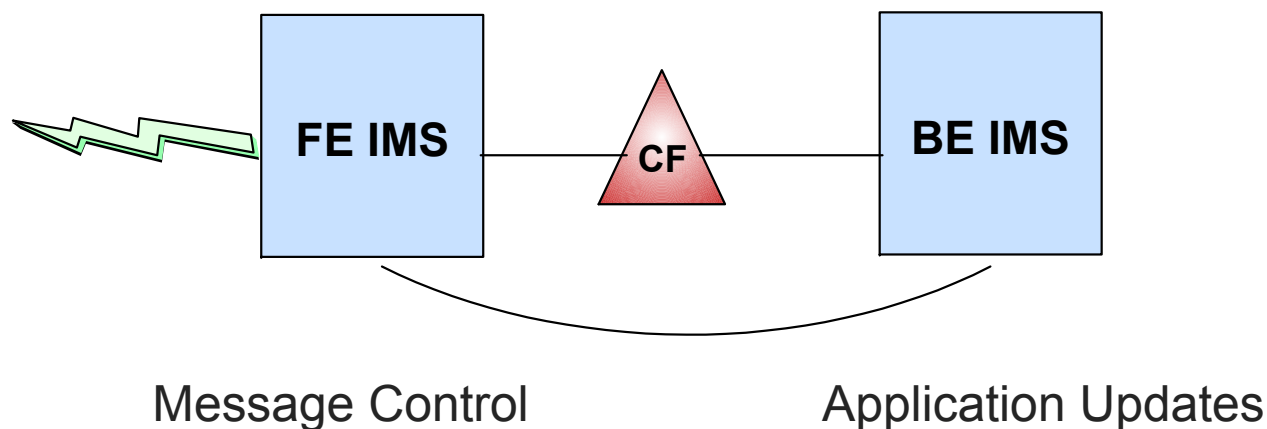 FE IMS
CF
BE IMS
Message Control
Application Updates